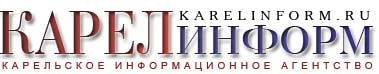 KARELINFORM.RU
КАРЕЛИНФОРМ
КАРЕЛЬСКОЕ ИНФОРМАЦИОННОЕ АГЕНТСТВО